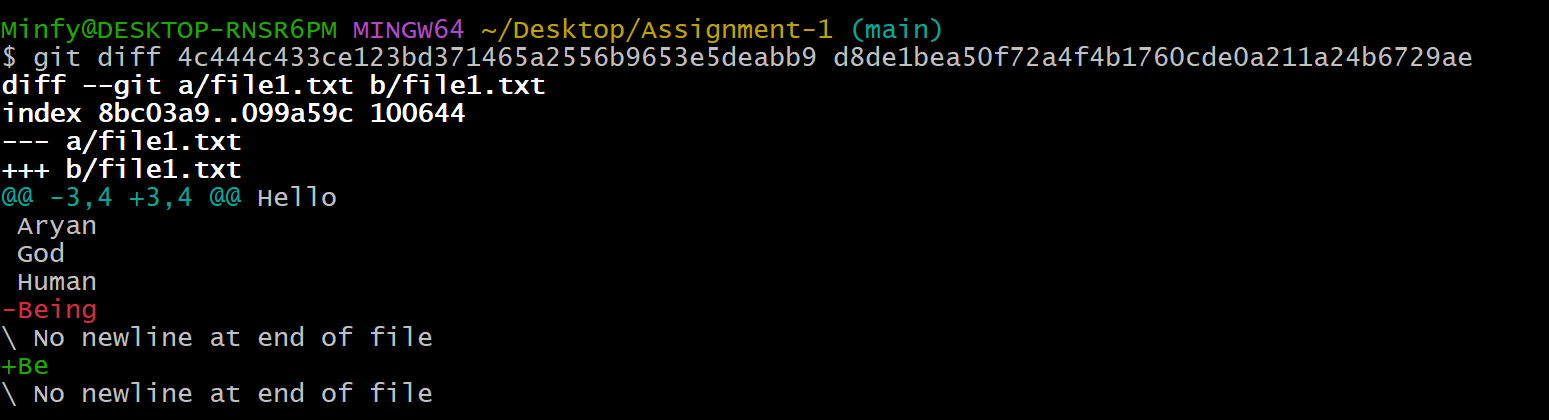 Minfy@DESKTOP-RNSR6PM MINGW64 ~/Desktop/Assignment-1 (main)
$ git diff 4c444c433ce123bd371465a2556b9653e5deabb9 d8de1bea50f72a4f4b1760cde0a211a24b6729ae
diff --git a/file1.txt b/file1.txt
index 8bc03a9..099a59c 100644
--- a/file1.txt
+++ b/file1.txt
@@ -3,4 +3,4 @@ Hello
 Aryan
 God
 Human
-Being
\ No newline at end of file
+Be
\ No newline at end of file